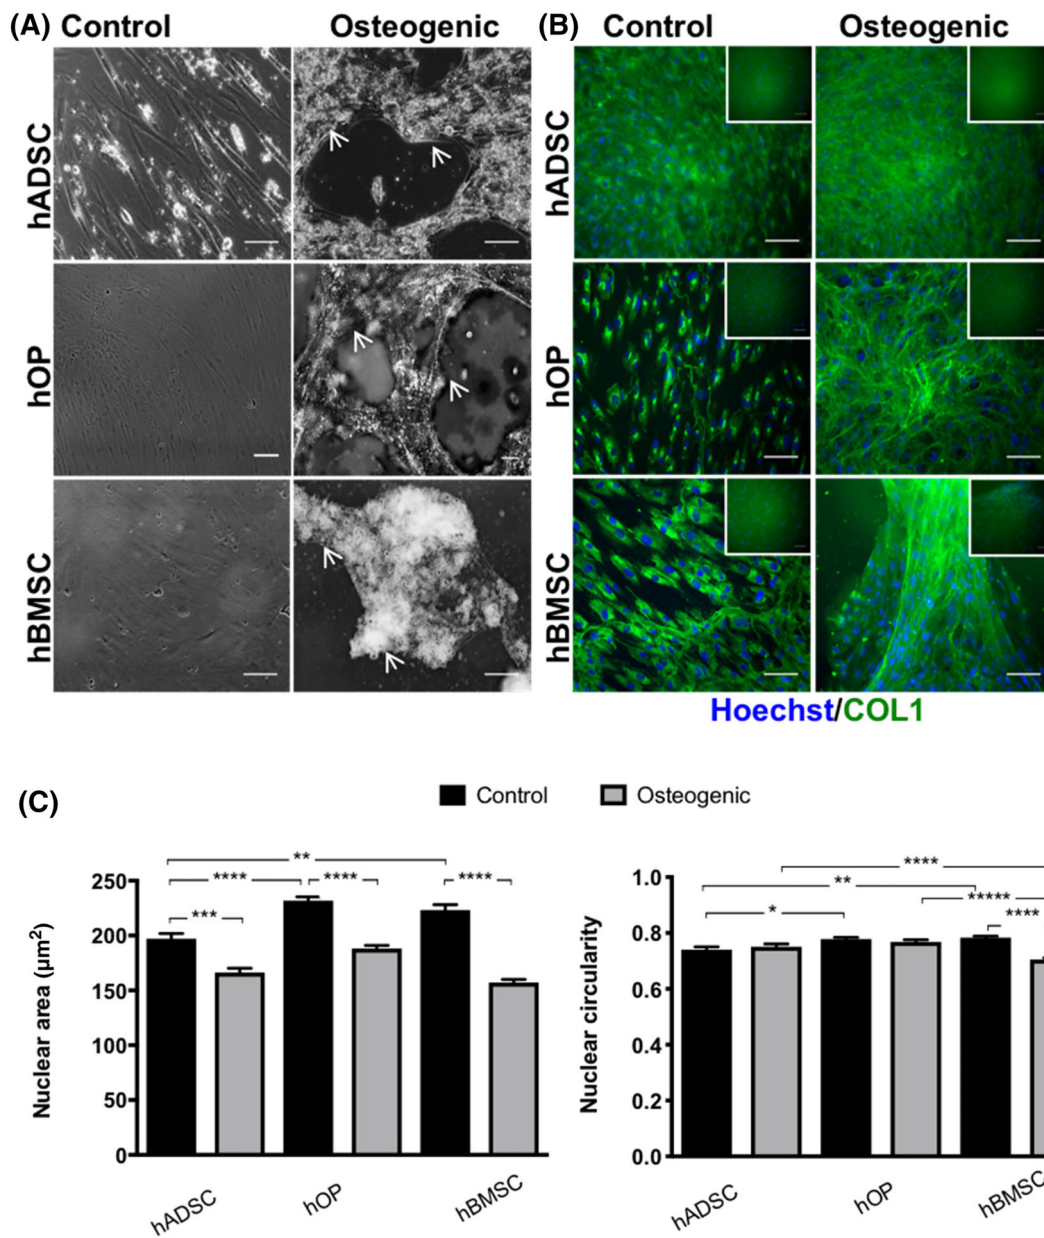 (A) Control Osteogenic
hADSC
hOP
hBMSC
(B) Control Osteogenic
hADSC
hOP
hBMSC
Hoechst/COL1
(C)
Control Osteogenic
**
**** **** ****
***
250
200
150
100
50
0
Nuclear area (µm²)
hADSC hOP hBMSC
****
**
*****
* ****
1.0
0.8
0.6
0.4
0.2
0.0
Nuclear circularity
hADSC hOP hBMSC